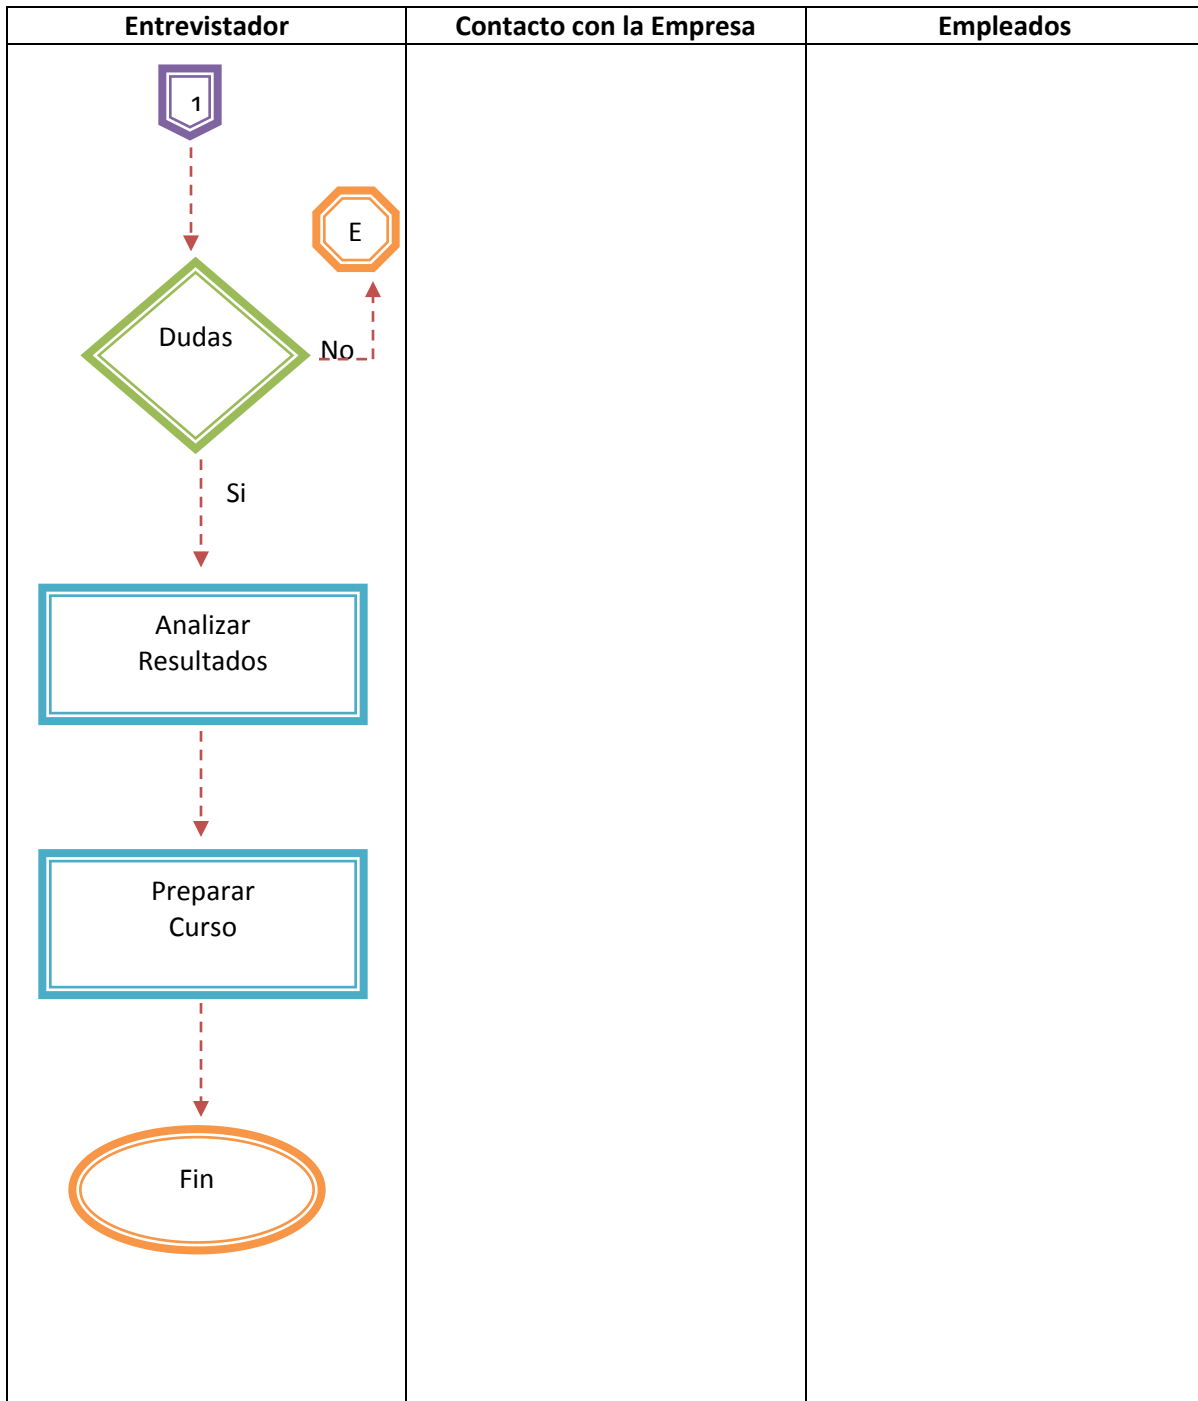 Entrevistador
Contacto con la Empresa
Empleados
1
E
Dudas
No
Si
Analizar
Resultados
Preparar
Curso
Fin